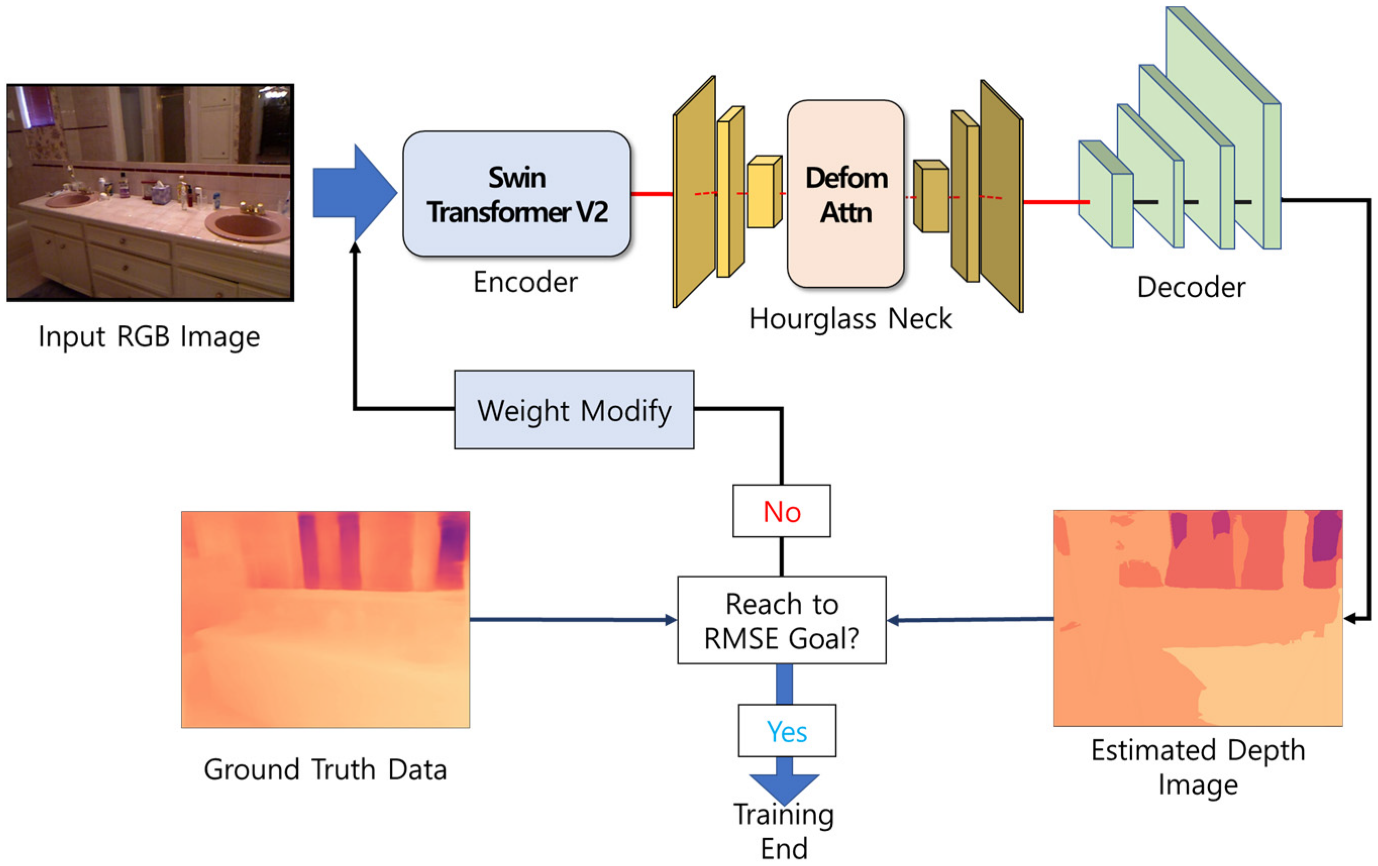 Swin
Transformer V2
Encoder
Defom
Attn
Hourglass Neck
Decoder
Input RGB Image
Weight Modify
No
Reach to
RMSE Goal?
Yes
Training
End
Ground Truth Data
Estimated Depth
Image